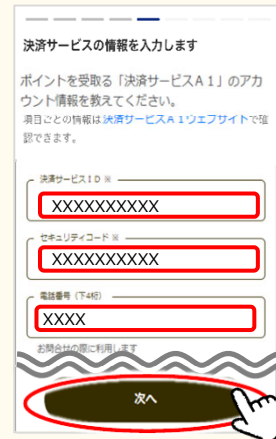 決済サービスの情報を入力します
ポイントを受取る「決済サービスA1」のアカ
ウント情報を教えてください。
項目ごとの情報は決済サービスA1ウェブサイトで確
認できます。
決済サービスID ※
XXXXXXXXXX
セキュリティコード ※
XXXXXXXXXX
電話番号（下4桁）
XXXX
お問合せの際に利用します
次へ